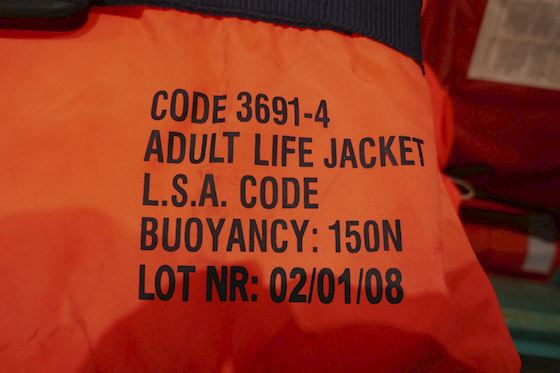 CODE 3691-4
ADULT LIFE JACKET
L.S.A. CODE
BUOYANCY: 150N
LOT NR: 02/01/08